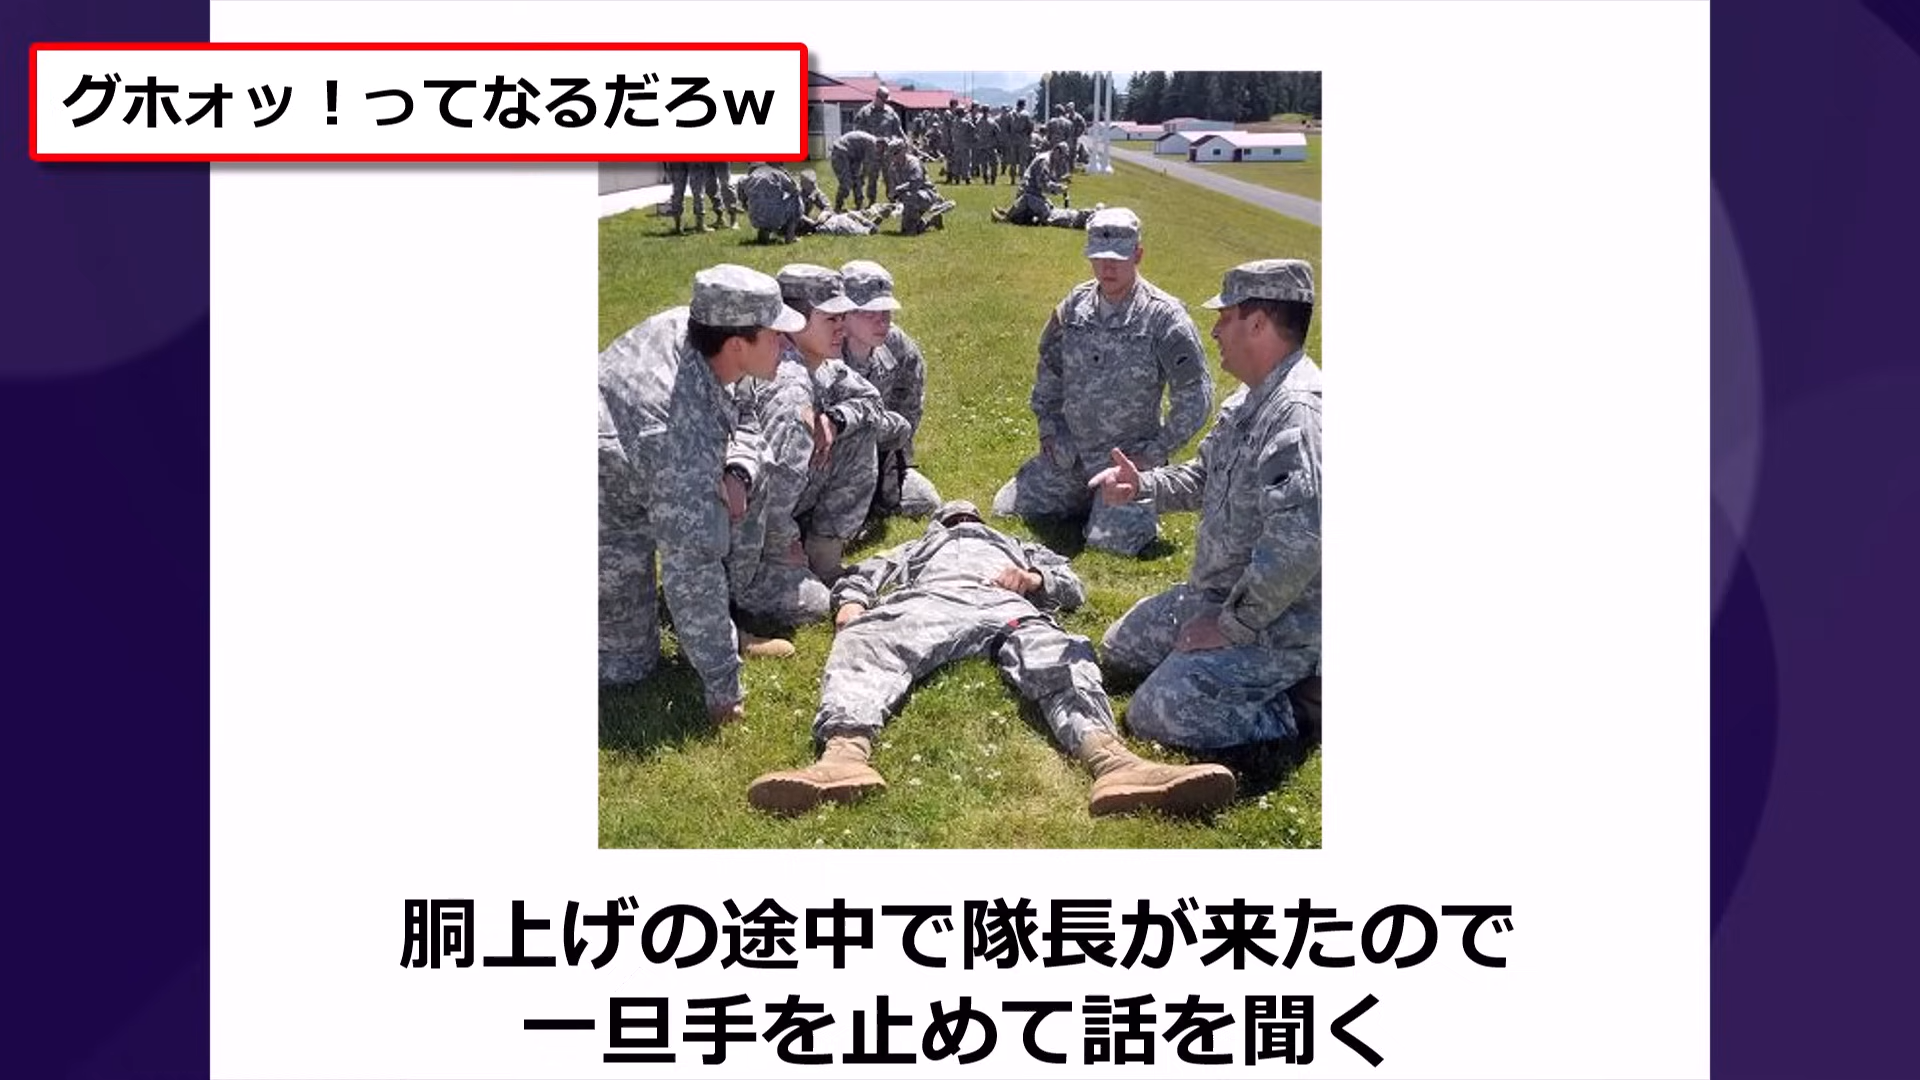 グホォッ！ってなるだろw
胴上げの途中で隊長が来たので
一旦手を止めて話を聞く